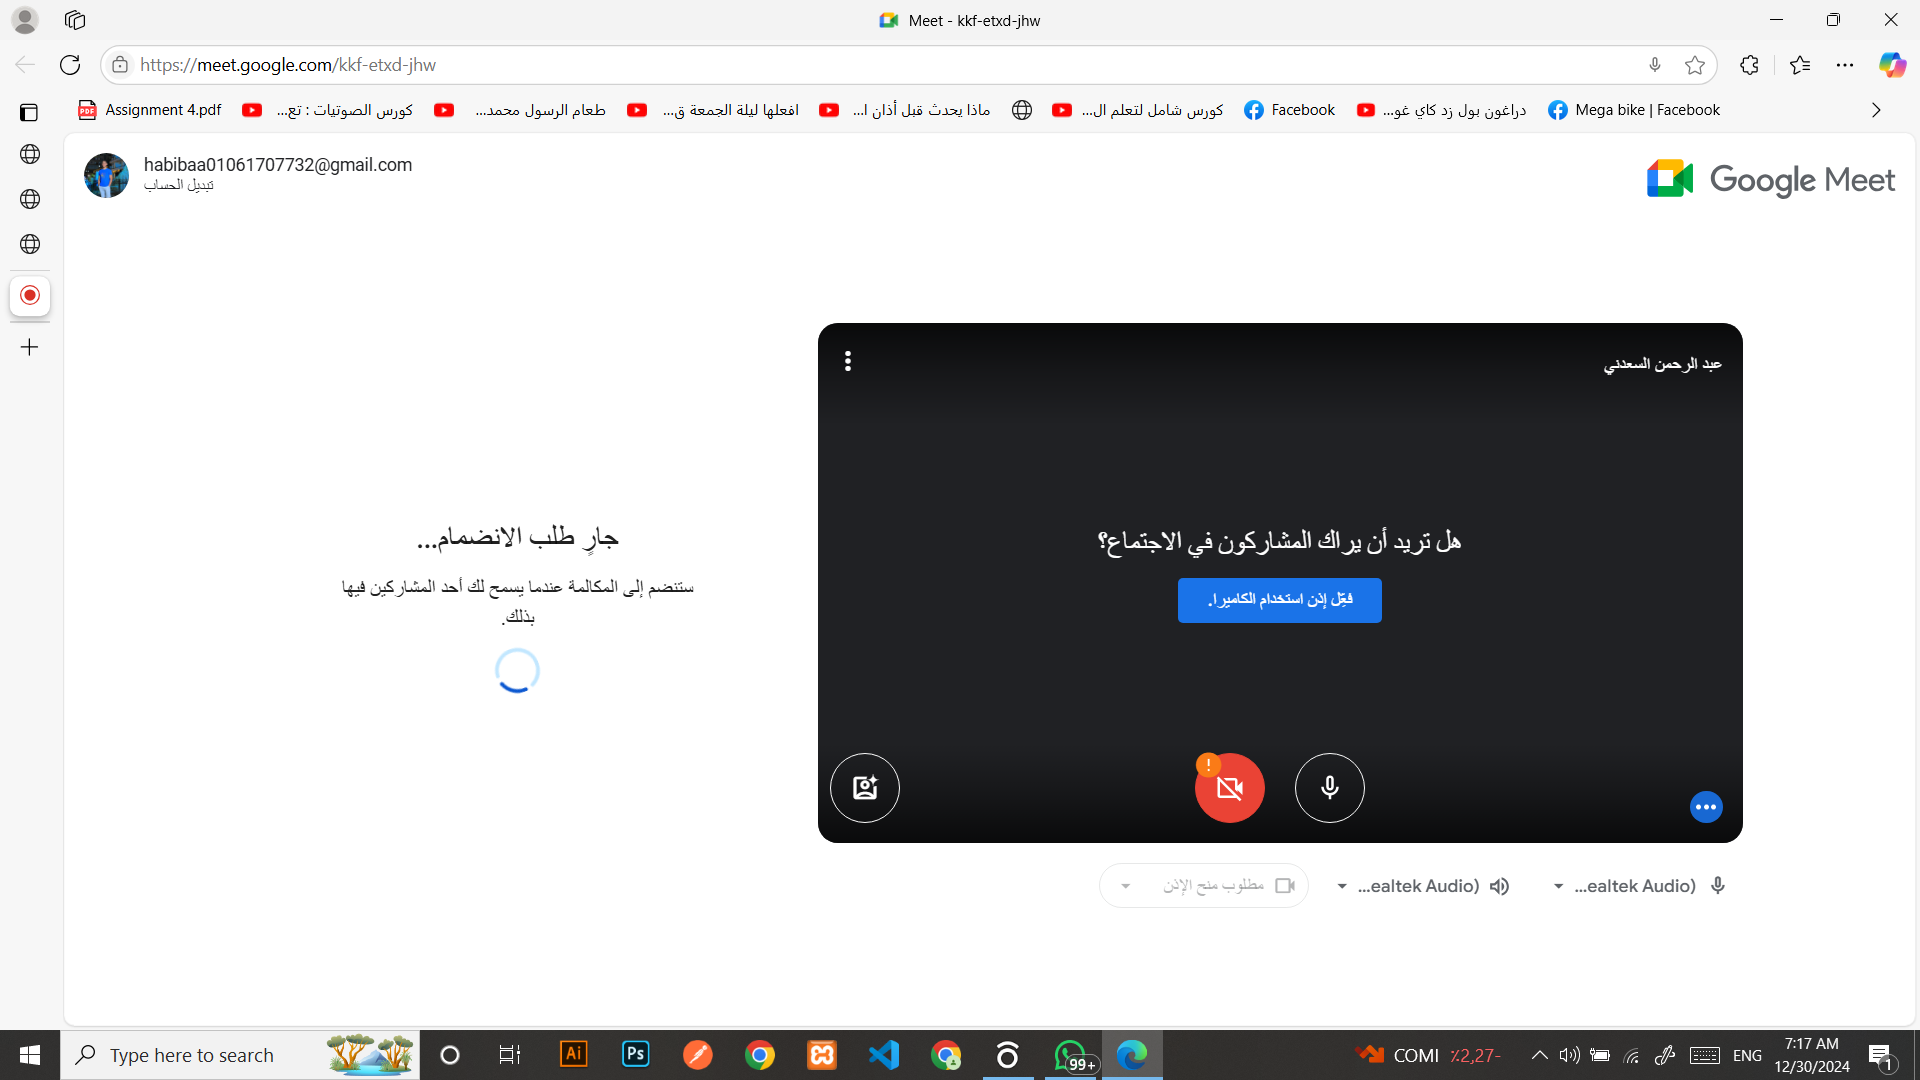 Meet - kkf-etxd-jhw
https://meet.google.com/kkf-etxd-jhw
Assignment 4.pdf
كورس الصوتيات : تع...
طعام الرسول محمد...
افعلها ليلة الجمعة ق...
ماذا يحدث قبل أذان ا...
كورس شامل لتعلم ال...
Facebook
دراغون بول زد كاي غو...
Mega bike | Facebook
habibaa01061707732@gmail.com
تبديل الحساب
Google Meet
عبد الرحمن السعدني
هل تريد أن يراك المشاركون في الاجتماع؟
فعّل إذن استخدام الكاميرا.
جارٍ طلب الانضمام...
ستنضم إلى المكالمة عندما يسمح لك أحد المشاركين فيها
بذلك.
مطلوب منح الإذن
...ealtek Audio)
...ealtek Audio)
Type here to search
Ai
Ps
99+
COMI ٪2,27-
ENG
7:17 AM
12/30/2024
1